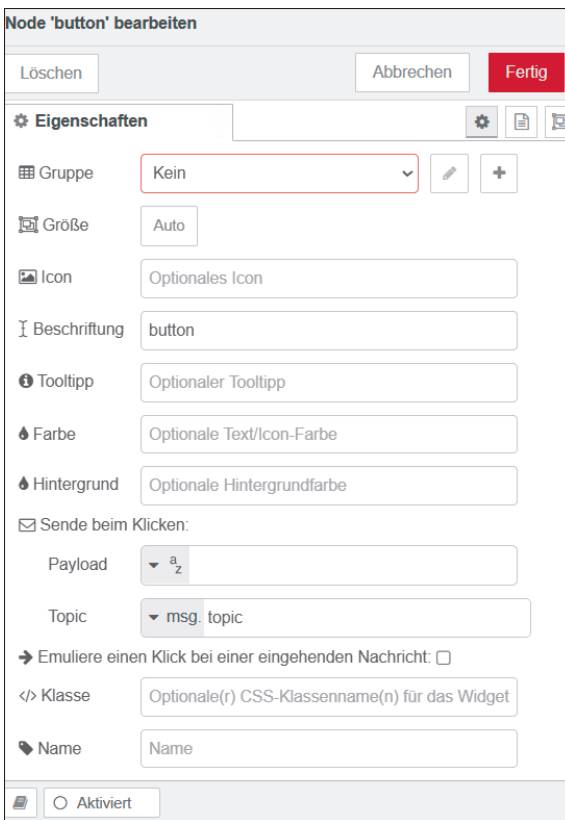 Node 'button' bearbeiten
Löschen Abbrechen Fertig
Eigenschaften
Gruppe Kein
Größe Auto
Icon Optionales Icon
Beschriftung button
Tooltipp Optionaler Tooltipp
Farbe Optionale Text/Icon-Farbe
Hintergrund Optionale Hintergrundfarbe
Sende beim Klicken:
Payload a z
Topic msg. topic
Emuliere einen Klick bei einer eingehenden Nachricht:
</> Klasse Optionale(r) CSS-Klassenname(n) für das Widget
Name Name
Aktiviert